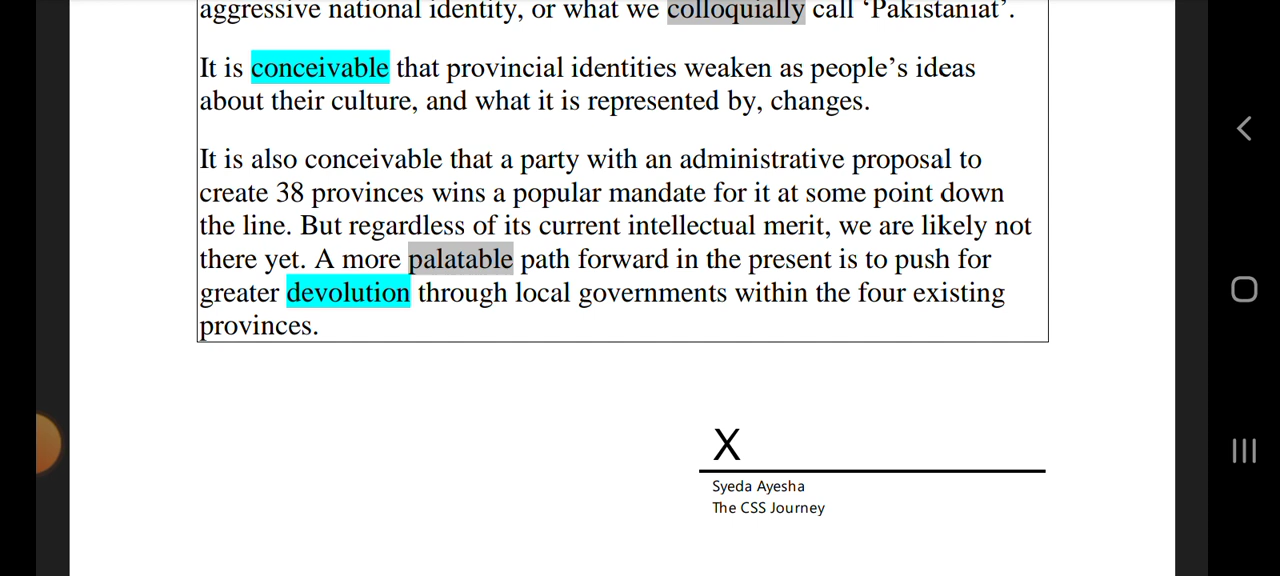 aggressive national identity, or what we colloquially call ‘Pakistaniat’.
It is conceivable that provincial identities weaken as people’s ideas
about their culture, and what it is represented by, changes.
It is also conceivable that a party with an administrative proposal to
create 38 provinces wins a popular mandate for it at some point down
the line. But regardless of its current intellectual merit, we are likely not
there yet. A more palatable path forward in the present is to push for
greater devolution through local governments within the four existing
provinces.
X
Syeda Ayesha
The CSS Journey